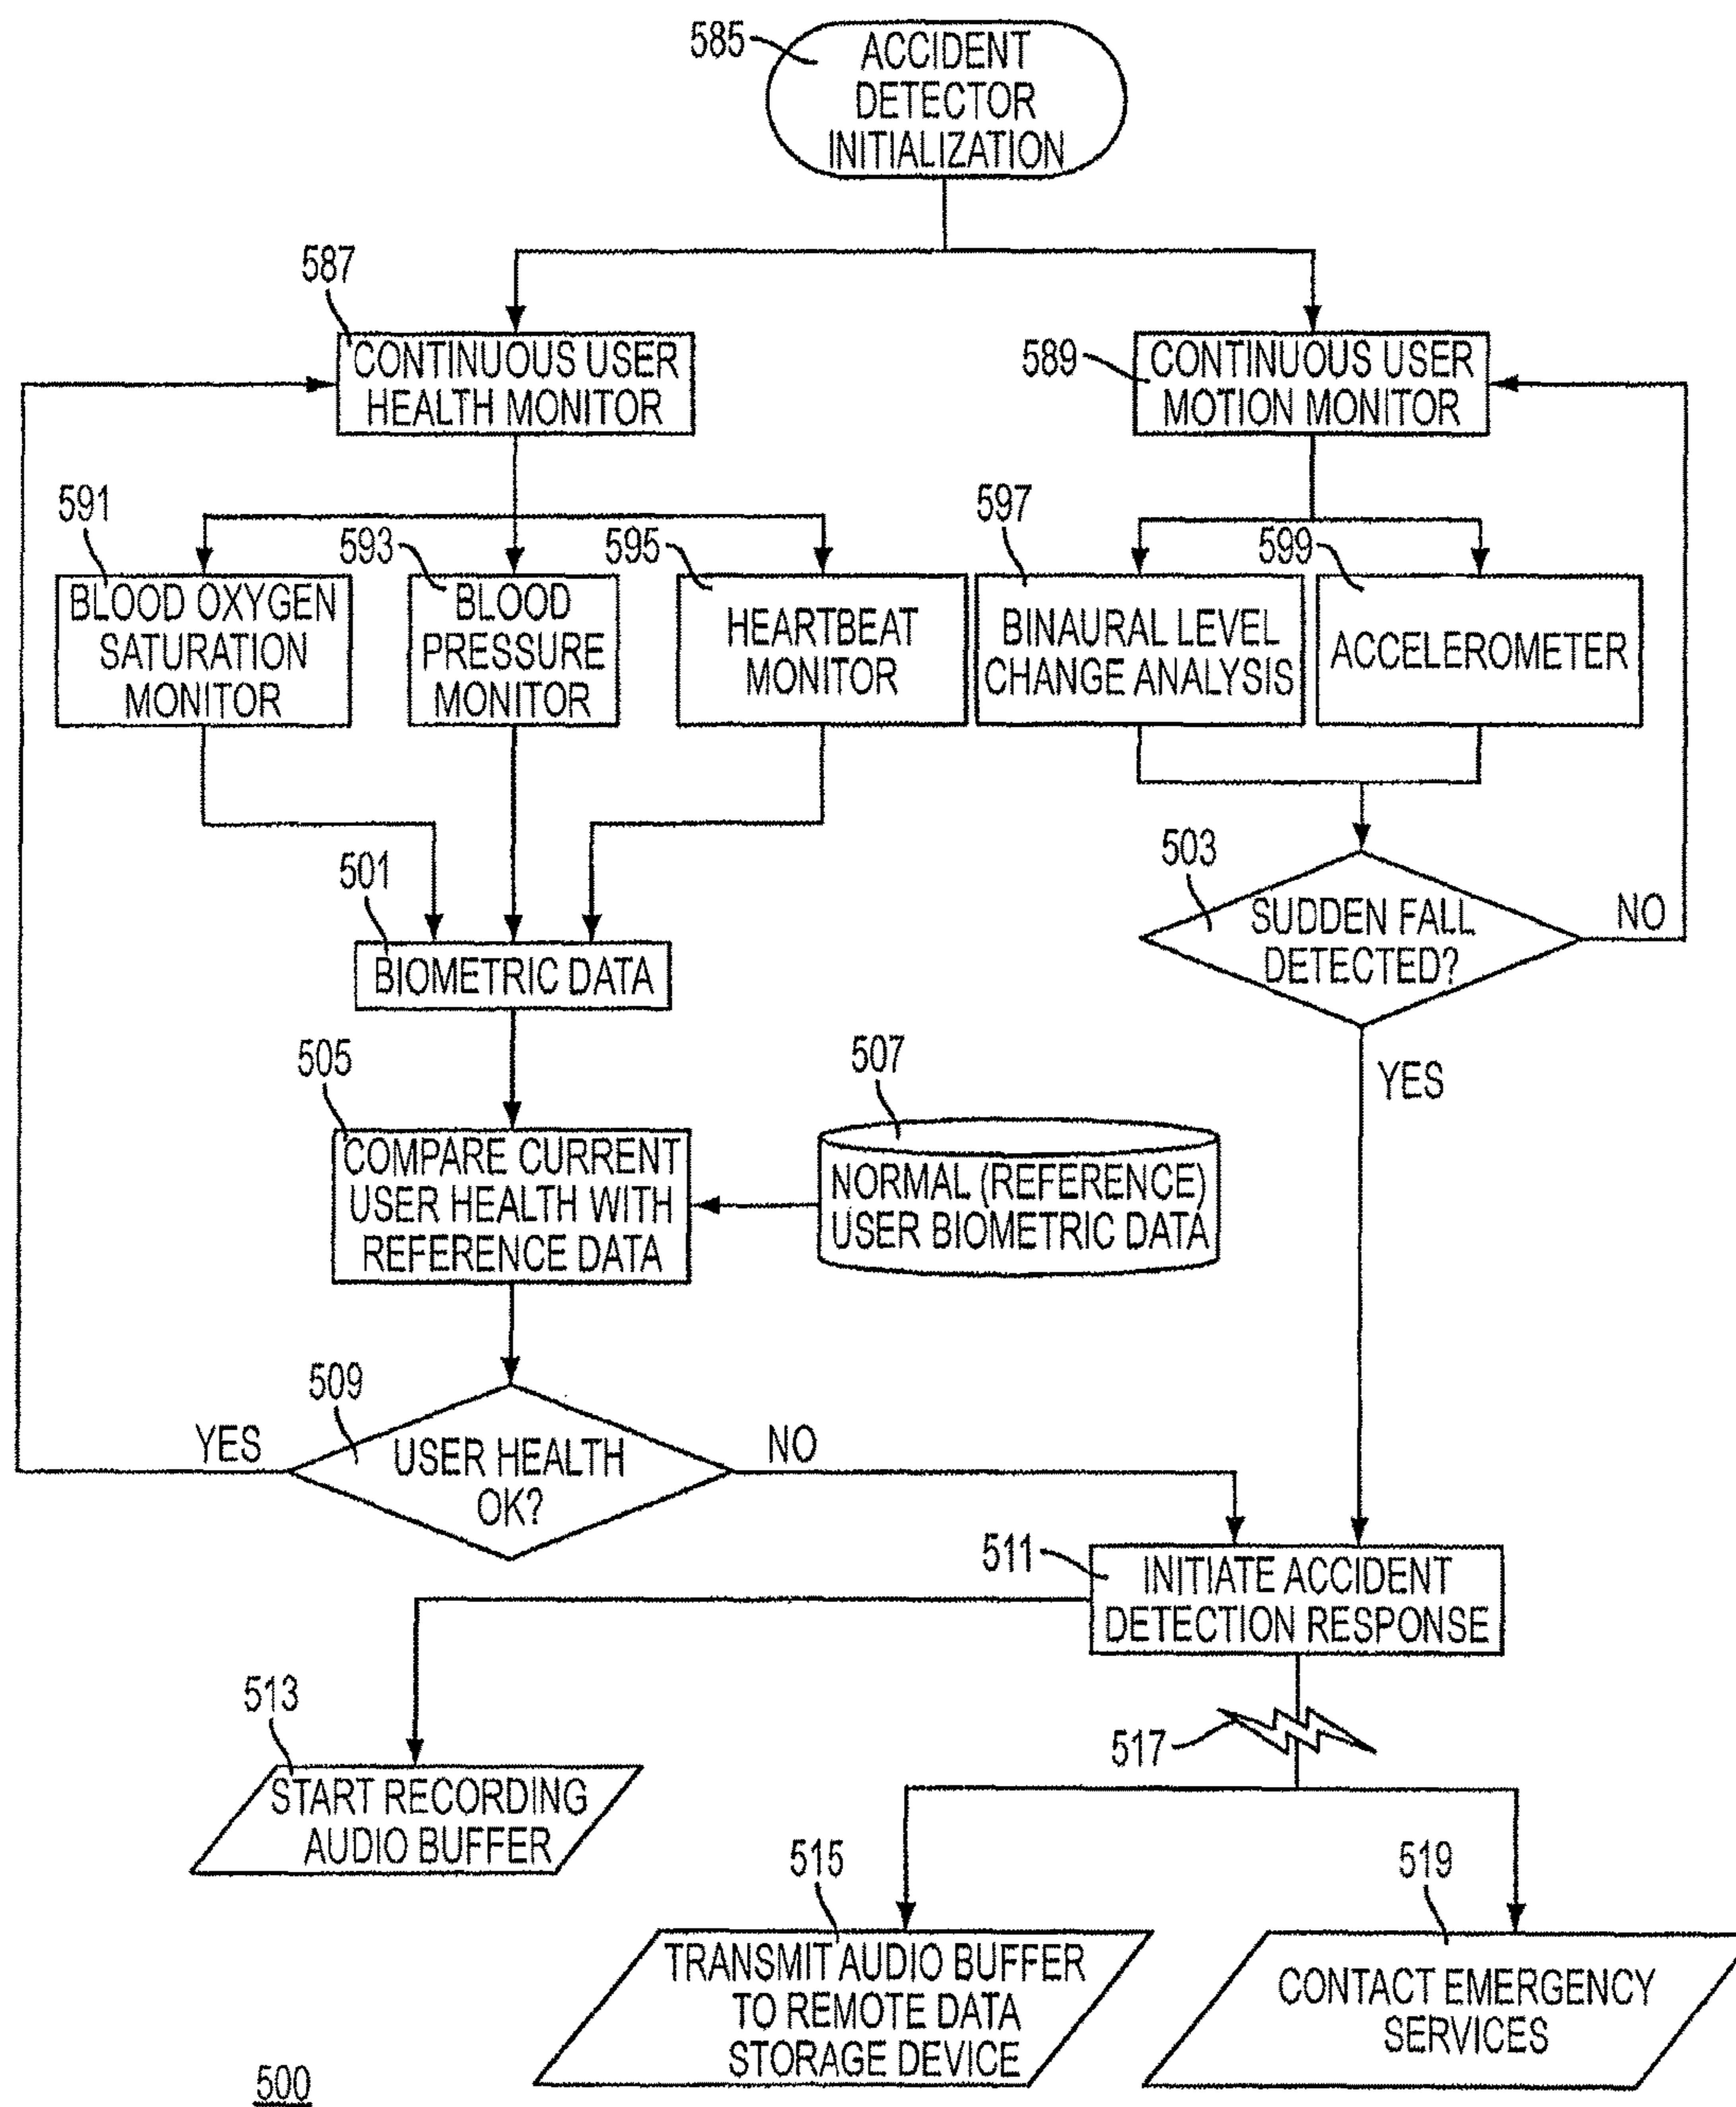 585
ACCIDENT
DETECTOR
INITIALIZATION
587
CONTINUOUS USER
HEALTH MONITOR
589
CONTINUOUS USER
MOTION MONITOR
591
BLOOD OXYGEN
SATURATION
MONITOR
593
BLOOD
PRESSURE
MONITOR
595
HEARTBEAT
MONITOR
597
BINAURAL LEVEL
CHANGE ANALYSIS
599
ACCELEROMETER
501
BIOMETRIC DATA
503
SUDDEN FALL
DETECTED?
NO
YES
505
COMPARE CURRENT
USER HEALTH WITH
REFERENCE DATA
507
NORMAL (REFERENCE)
USER BIOMETRIC DATA
509
USER HEALTH
OK?
YES
NO
511
INITIATE ACCIDENT
DETECTION RESPONSE
513
START RECORDING
AUDIO BUFFER
517
515
TRANSMIT AUDIO BUFFER
TO REMOTE DATA
STORAGE DEVICE
519
CONTACT EMERGENCY
SERVICES
500